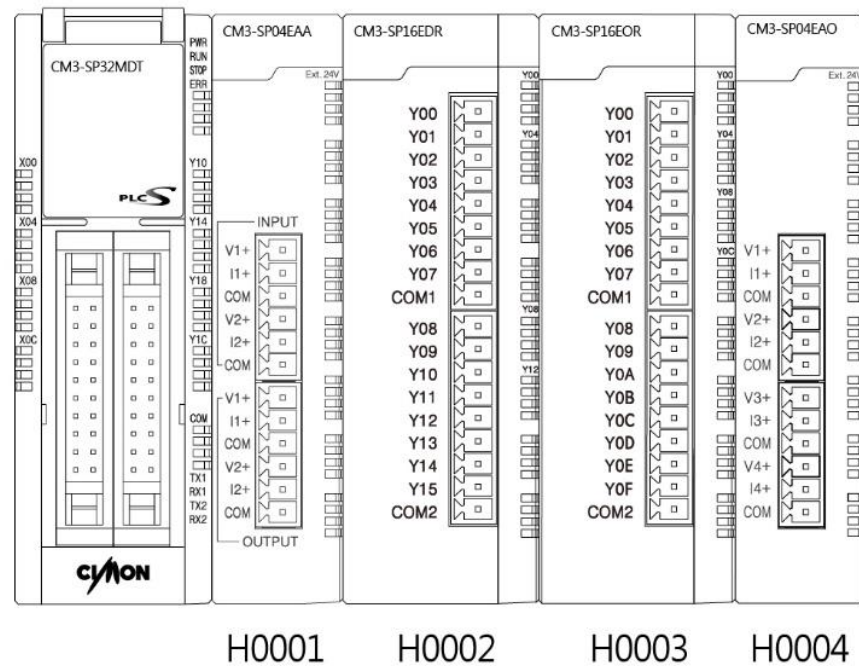 CM3-SP32MDT
PLC S
PWR
RUN
STOP
ERR
X00
X04
X08
X0C
Y10
Y14
Y18
Y1C
COM
TX1
RX1
TX2
RX2
CIMON
CM3-SP04EAA
Ext. 24V
INPUT
V1+
I1+
COM
V2+
I2+
COM
V1+
I1+
COM
V2+
I2+
COM
OUTPUT
CM3-SP16EDR
Y00
Y01
Y02
Y03
Y04
Y05
Y06
Y07
COM1
Y08
Y09
Y10
Y11
Y12
Y13
Y14
Y15
COM2
Y00
Y04
Y08
Y12
CM3-SP16EOR
Y00
Y01
Y02
Y03
Y04
Y05
Y06
Y07
COM1
Y08
Y09
Y0A
Y0B
Y0C
Y0D
Y0E
Y0F
COM2
Y00
Y04
Y08
Y0C
CM3-SP04EAO
Ext. 24V
V1+
I1+
COM
V2+
I2+
COM
V3+
I3+
COM
V4+
I4+
COM
H0001 H0002 H0003 H0004